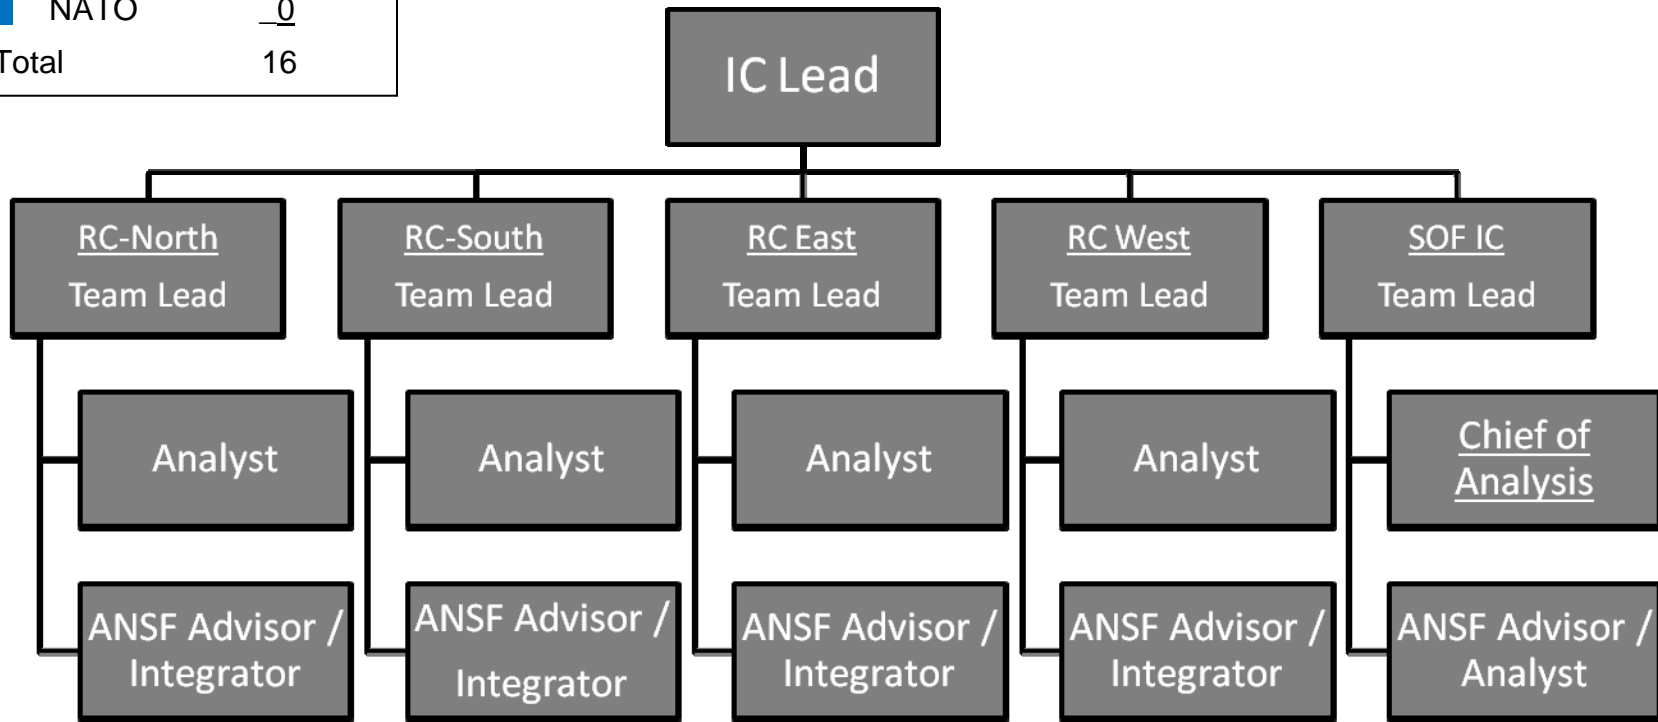 NATO _0
Total 16
IC Lead
RC-North
Team Lead
RC-South
Team Lead
RC East
Team Lead
RC West
Team Lead
SOF IC
Team Lead
Analyst
Analyst
Analyst
Analyst
Chief of
Analysis
ANSF Advisor /
Integrator
ANSF Advisor /
Integrator
ANSF Advisor /
Integrator
ANSF Advisor /
Integrator
ANSF Advisor /
Analyst